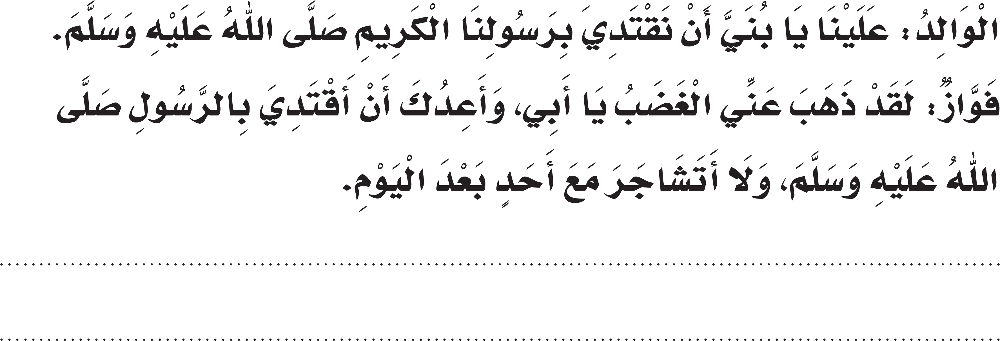 الْوَالِدُ: عَلَيْنَا يَا بُنَيَّ أَنْ نَقْتَدِيَ بِرَسُولِنَا الْكَرِيمِ صَلَّى اللّٰهُ عَلَيْهِ وَسَلَّمَ.
فَوَّازٌ: لَقَدْ ذَهَبَ عَنِّي الْغَضَبُ يَا أَبِي، وَأَعِدُكَ أَنْ أَقْتَدِيَ بِالرَّسُولِ صَلَّى
اللّٰهُ عَلَيْهِ وَسَلَّمَ، وَلَا أَتَشَاجَرَ مَعَ أَحَدٍ بَعْدَ الْيَوْمِ.